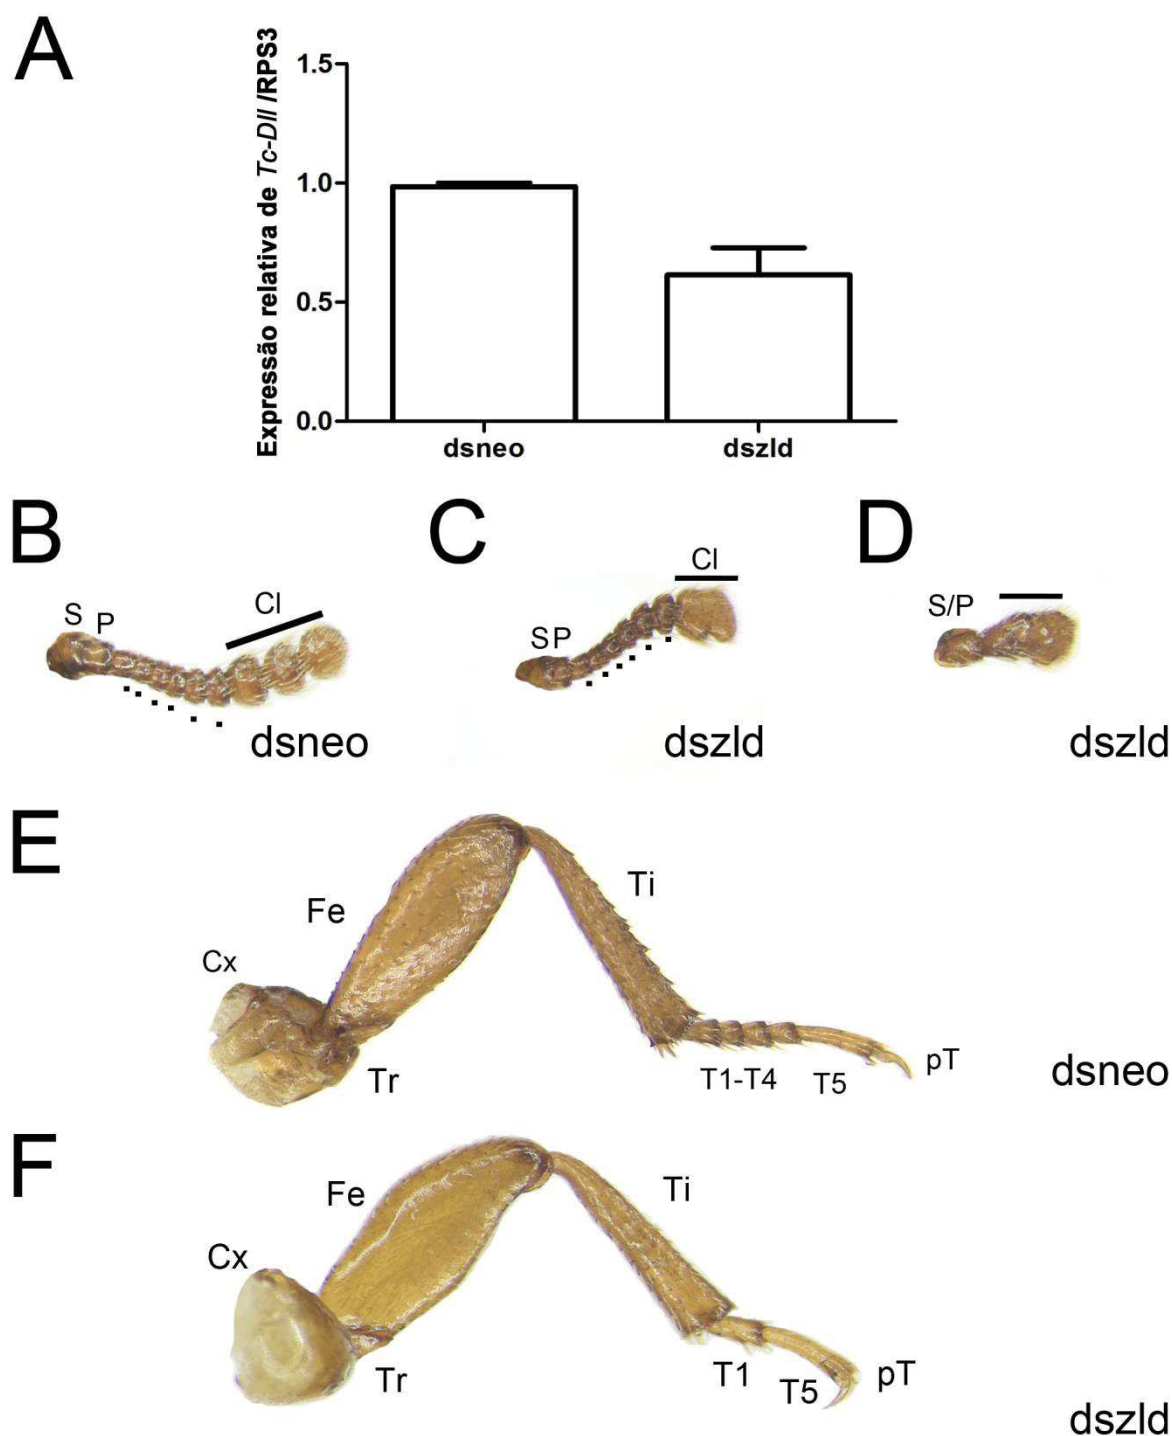 A
Expressão relativa de Tc-Dll /RPS3
1.5
1.0
0.5
0.0
dsneo
dszld
B
S
P
Cl
dsneo
C
S P
Cl
dszld
D
S/P
dszld
E
Fe
Ti
Cx
Tr
T1-T4
T5
pT
dsneo
F
Fe
Ti
Cx
Tr
T1
T5
pT
dszld